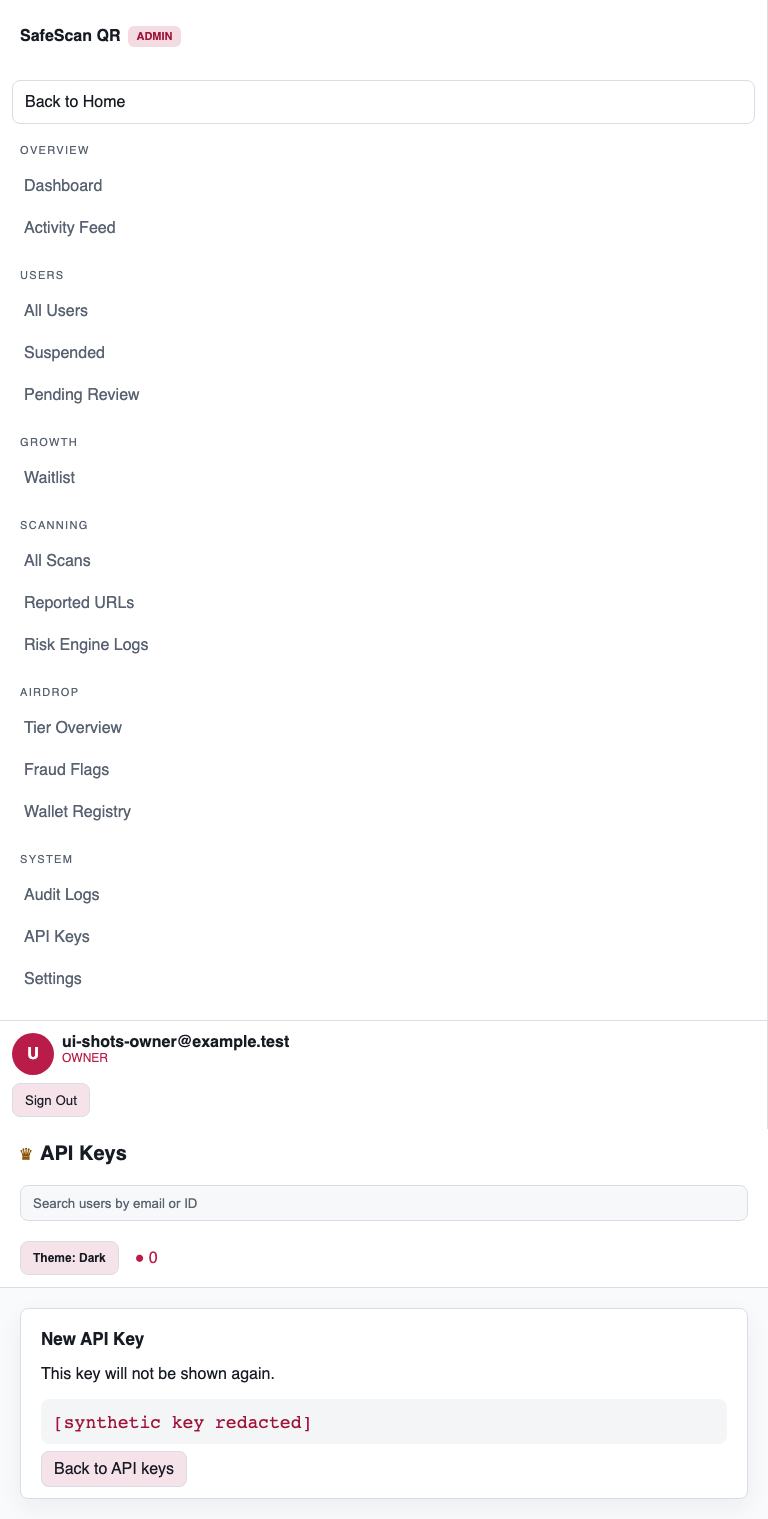 SafeScan QR ADMIN
Back to Home
OVERVIEW
Dashboard
Activity Feed
USERS
All Users
Suspended
Pending Review
GROWTH
Waitlist
SCANNING
All Scans
Reported URLs
Risk Engine Logs
AIRDROP
Tier Overview
Fraud Flags
Wallet Registry
SYSTEM
Audit Logs
API Keys
Settings
U ui-shots-owner@example.test
OWNER
Sign Out
♛ API Keys
Search users by email or ID
Theme: Dark ● 0
New API Key
This key will not be shown again.
[synthetic key redacted]
Back to API keys